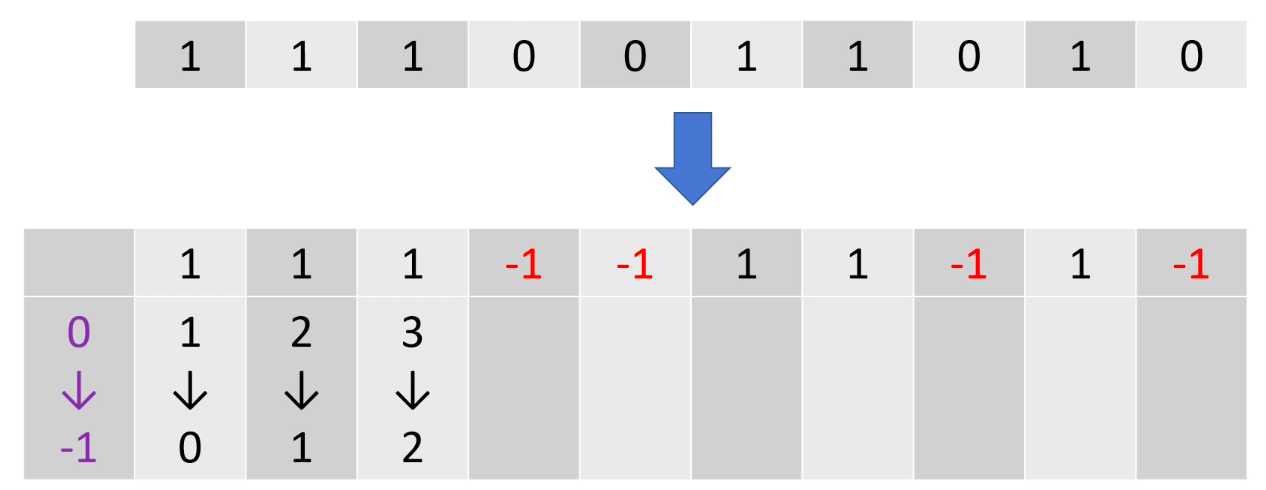 1 1 1 0 0 1 1 0 1 0
1 1 1 -1 -1 1 1 -1 1 -1
0 1 2 3
↓ ↓ ↓ ↓
-1 0 1 2